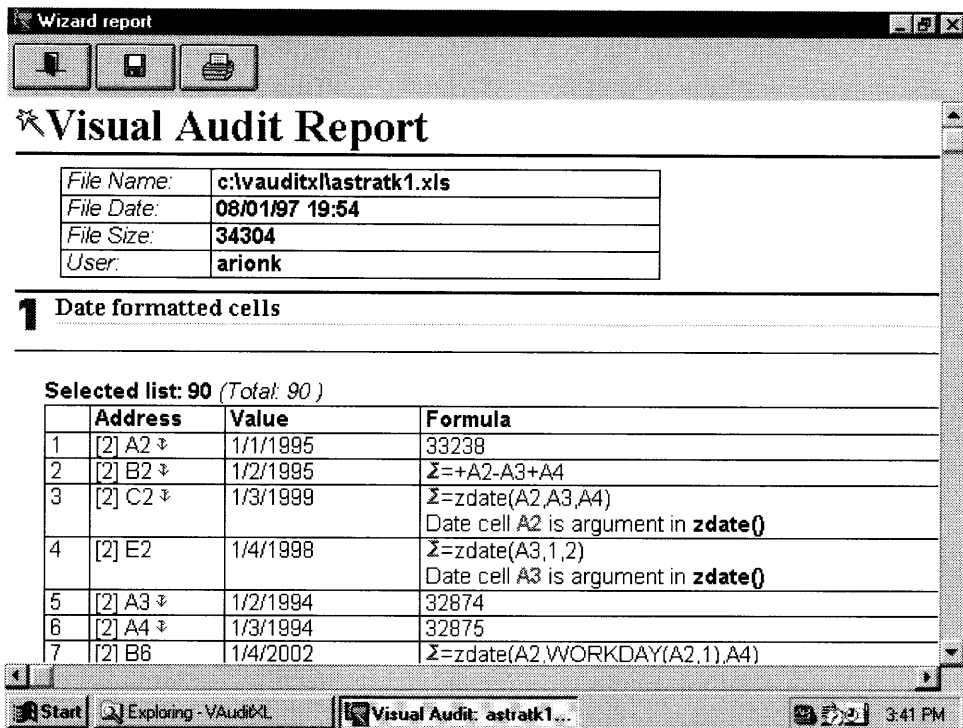 Wizard report
Visual Audit Report
File Name: c:\vauditxl\astratk1.xls
File Date: 08/01/97 19:54
File Size: 34304
User: arionk
1 Date formatted cells
Selected list: 90 (Total: 90 )
Address Value Formula
1 [2] A2 1/1/1995 33238
2 [2] B2 1/2/1995 Σ=+A2-A3+A4
3 [2] C2 1/3/1999 Σ=zdate(A2,A3,A4)
Date cell A2 is argument in zdate()
4 [2] E2 1/4/1998 Σ=zdate(A3,1,2)
Date cell A3 is argument in zdate()
5 [2] A3 1/2/1994 32874
6 [2] A4 1/3/1994 32875
7 [2] B6 1/4/2002 Σ=zdate(A2,WORKDAY(A2,1),A4)
Start Exploring - VAuditXL Visual Audit: astratk1... 3:41 PM